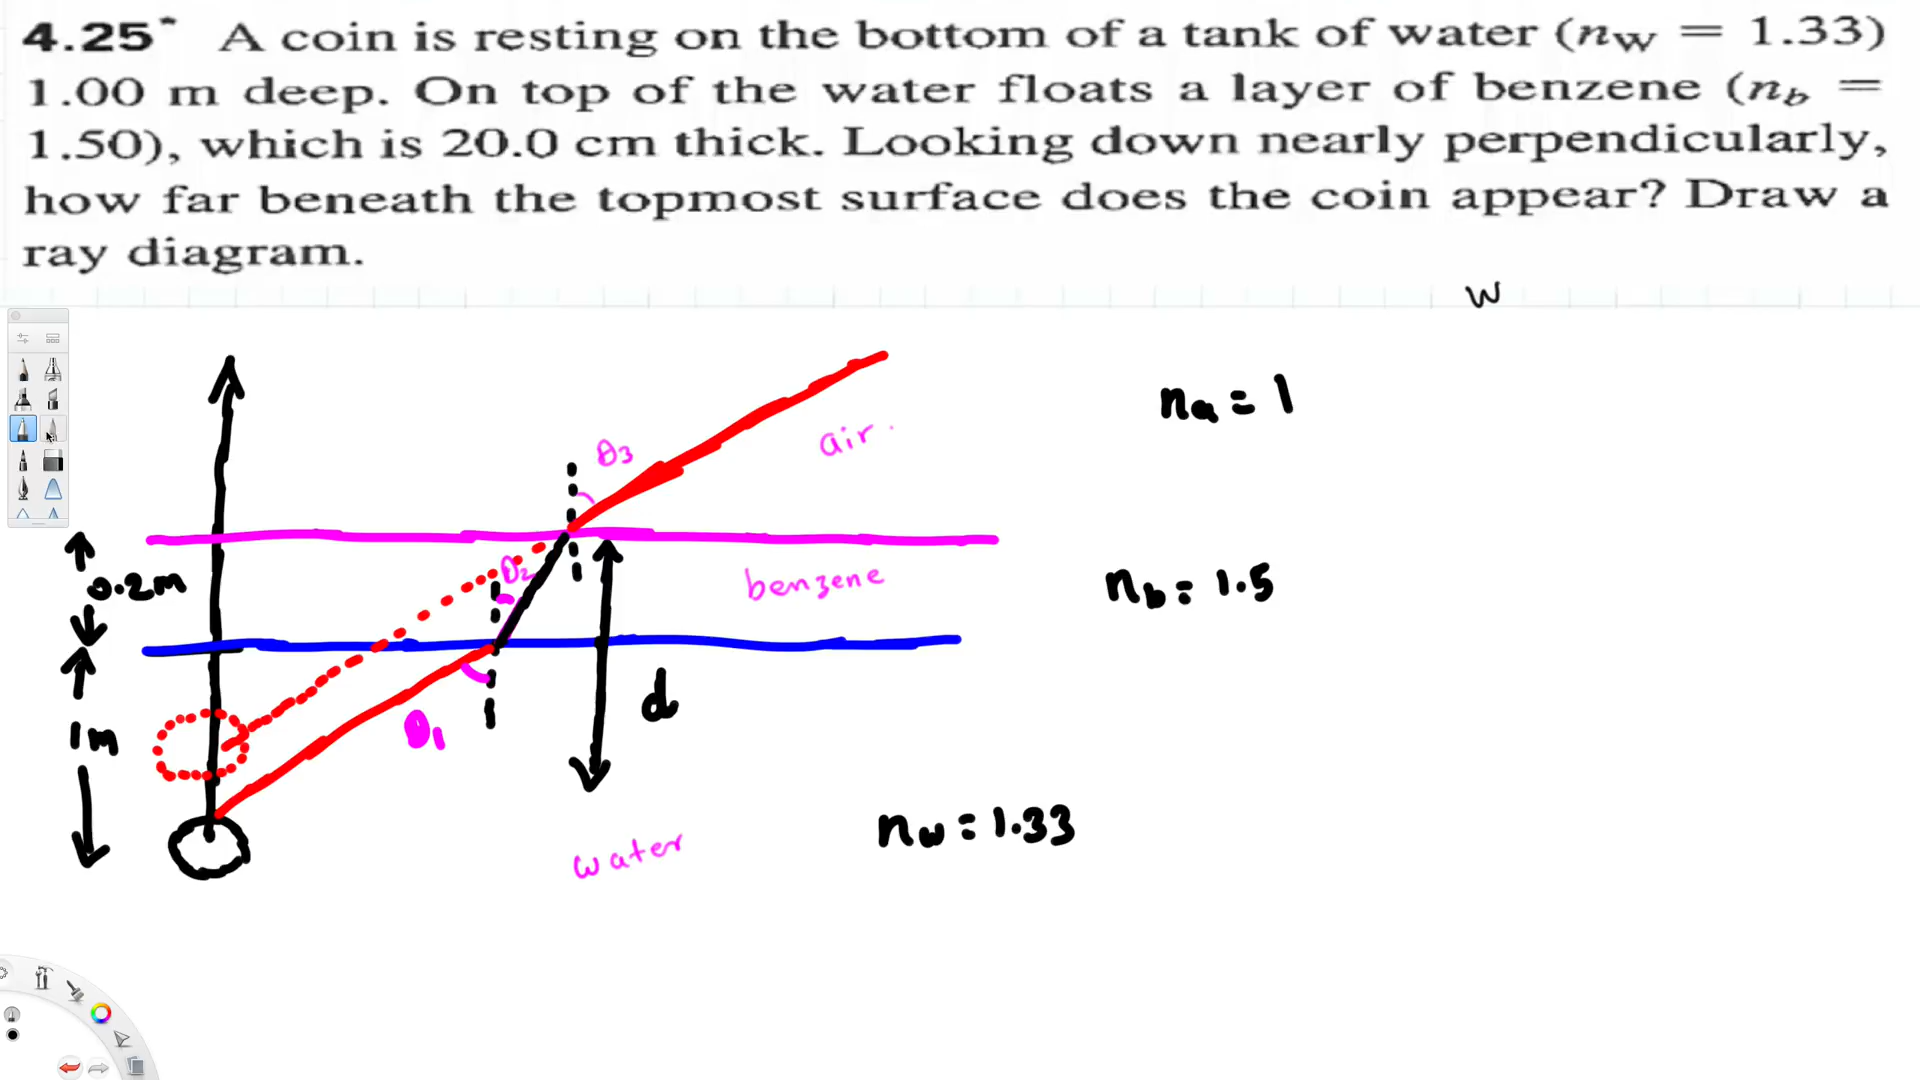 4.25* A coin is resting on the bottom of a tank of water (nw = 1.33)
1.00 m deep. On top of the water floats a layer of benzene (nb =
1.50), which is 20.0 cm thick. Looking down nearly perpendicularly,
how far beneath the topmost surface does the coin appear? Draw a
ray diagram.
w
na = 1
θ3
air.
0.2m
θ2
benzene
nb = 1.5
1m
θ1
d
nw = 1.33
water